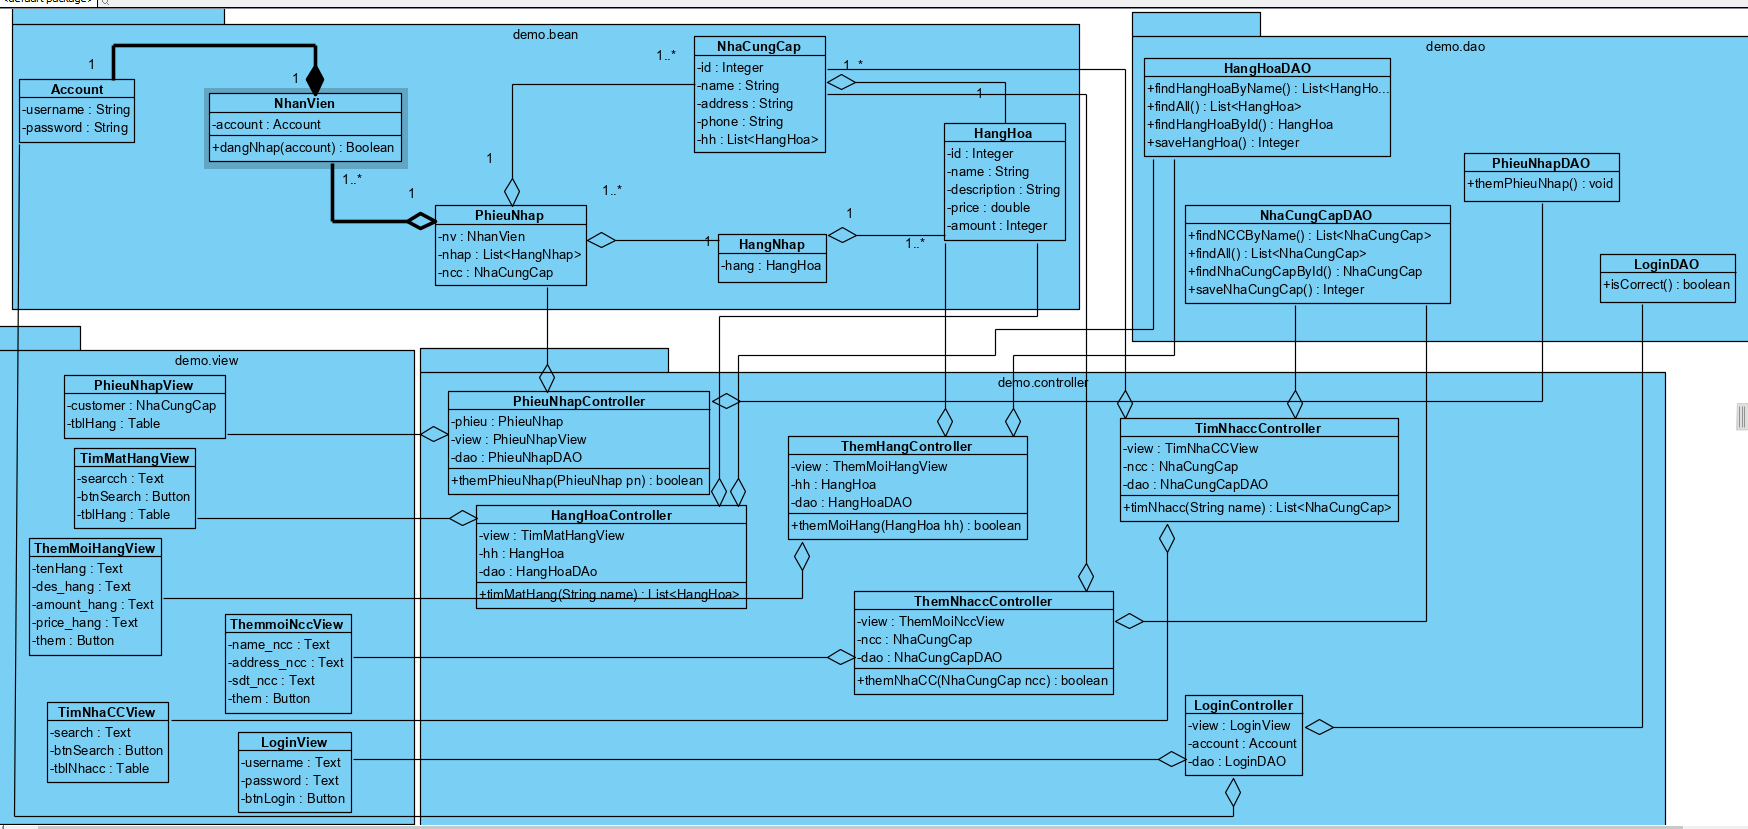 <default package>
demo.bean
1
1
Account
-username : String
-password : String
NhanVien
-account : Account
+dangNhap(account) : Boolean
1..*
1
1..*
NhaCungCap
-id : Integer
-name : String
-address : String
-phone : String
-hh : List<HangHoa>
1..*
1
1
1..*
PhieuNhap
-nv : NhanVien
-nhap : List<HangNhap>
-ncc : NhaCungCap
1
HangNhap
-hang : HangHoa
1
1..*
HangHoa
-id : Integer
-name : String
-description : String
-price : double
-amount : Integer
demo.dao
HangHoaDAO
+findHangHoaByName() : List<HangHo...
+findAll() : List<HangHoa>
+findHangHoaById() : HangHoa
+saveHangHoa() : Integer
PhieuNhapDAO
+themPhieuNhap() : void
NhaCungCapDAO
+findNCCByName() : List<NhaCungCap>
+findAll() : List<NhaCungCap>
+findNhaCungCapById() : NhaCungCap
+saveNhaCungCap() : Integer
LoginDAO
+isCorrect() : boolean
demo.view
PhieuNhapView
-customer : NhaCungCap
-tblHang : Table
TimMatHangView
-searcch : Text
-btnSearch : Button
-tblHang : Table
ThemMoiHangView
-tenHang : Text
-des_hang : Text
-amount_hang : Text
-price_hang : Text
-them : Button
ThemmoiNccView
-name_ncc : Text
-address_ncc : Text
-sdt_ncc : Text
-them : Button
TimNhaCCView
-search : Text
-btnSearch : Button
-tblNhacc : Table
LoginView
-username : Text
-password : Text
-btnLogin : Button
demo.controller
PhieuNhapController
-phieu : PhieuNhap
-view : PhieuNhapView
-dao : PhieuNhapDAO
+themPhieuNhap(PhieuNhap pn) : boolean
HangHoaController
-view : TimMatHangView
-hh : HangHoa
-dao : HangHoaDAo
+timMatHang(String name) : List<HangHoa>
ThemHangController
-view : ThemMoiHangView
-hh : HangHoa
-dao : HangHoaDAO
+themMoiHang(HangHoa hh) : boolean
TimNhaccController
-view : TimNhaCCView
-ncc : NhaCungCap
-dao : NhaCungCapDAO
+timNhacc(String name) : List<NhaCungCap>
ThemNhaccController
-view : ThemMoiNccView
-ncc : NhaCungCap
-dao : NhaCungCapDAO
+themNhaCC(NhaCungCap ncc) : boolean
LoginController
-view : LoginView
-account : Account
-dao : LoginDAO